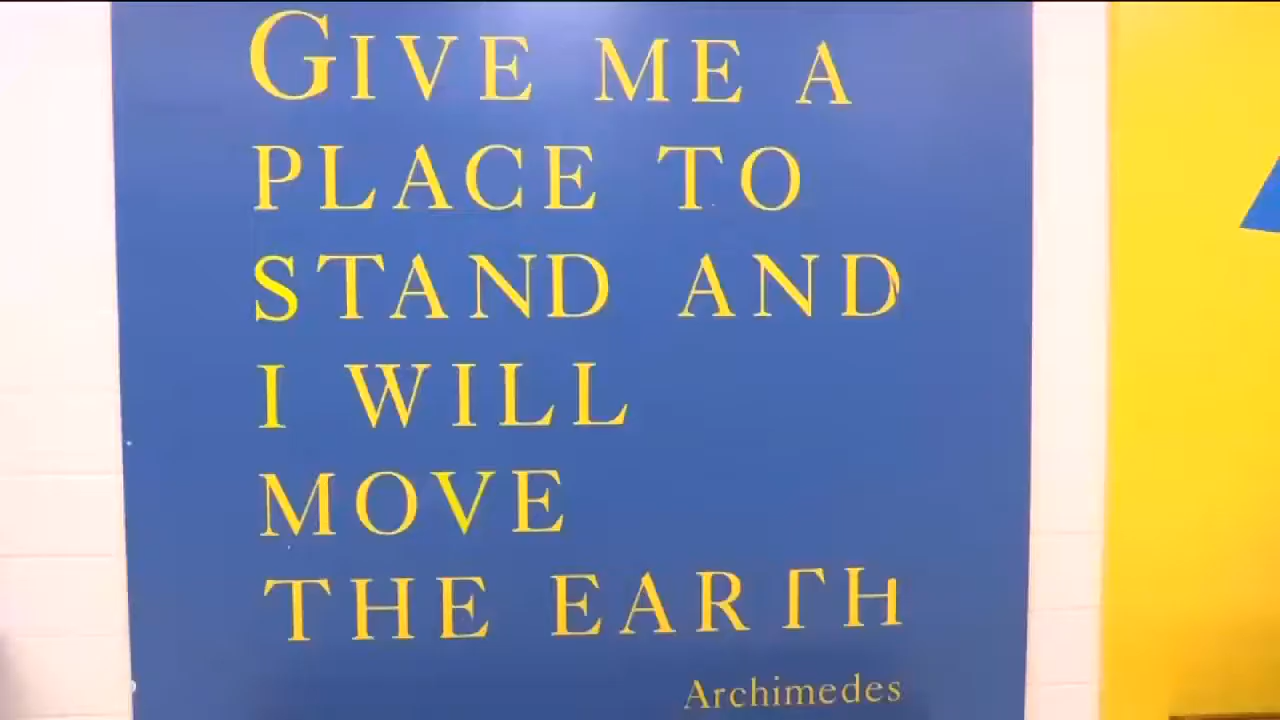 GIVE ME A
PLACE TO
STAND AND
I WILL
MOVE
THE EARTH
Archimedes